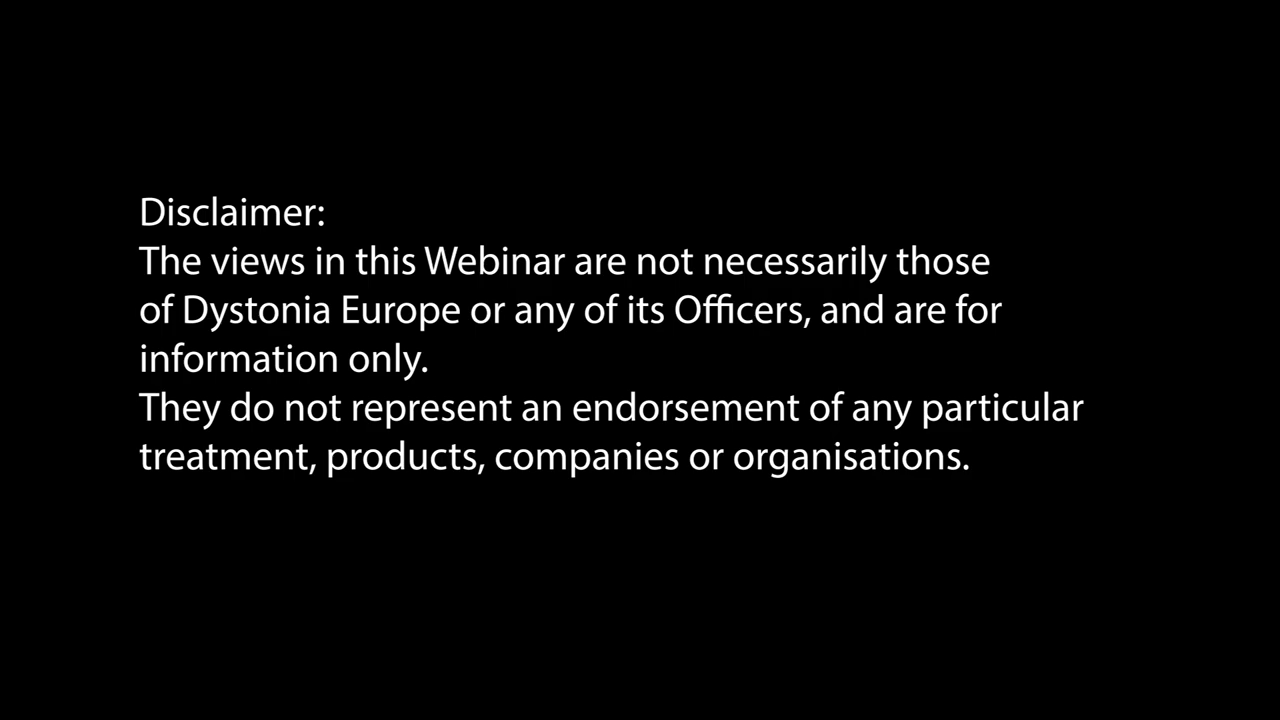 Disclaimer:
The views in this Webinar are not necessarily those
of Dystonia Europe or any of its Officers, and are for
information only.
They do not represent an endorsement of any particular
treatment, products, companies or organisations.